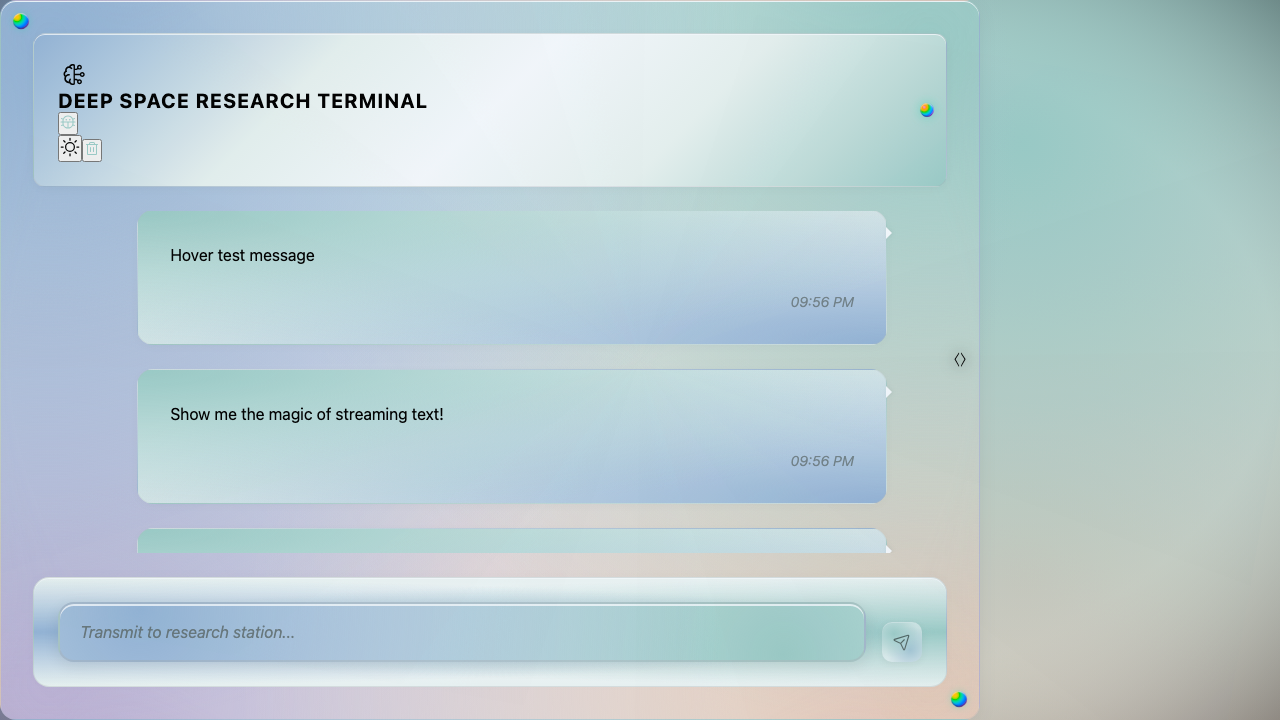 DEEP SPACE RESEARCH TERMINAL
Hover test message
09:56 PM
Show me the magic of streaming text!
09:56 PM
Transmit to research station...